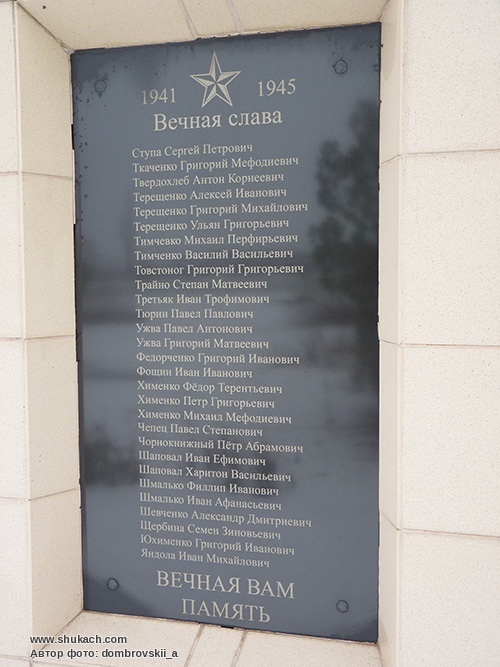 1941 1945
Вечная слава
Ступа Сергей Петрович
Ткаченко Григорий Мефодиевич
Твердохлеб Антон Корнеевич
Терещенко Алексей Иванович
Терещенко Григорий Михайлович
Терещенко Ульян Григорьевич
Тимчевко Михаил Перфирьевич
Тимченко Василий Васильевич
Товстоног Григорий Григорьевич
Трайно Степан Матвеевич
Третьяк Иван Трофимович
Тюрин Павел Павлович
Ужва Павел Антонович
Ужва Григорий Матвеевич
Федорченко Григорий Иванович
Фощин Иван Иванович
Хименко Фёдор Терентьевич
Хименко Петр Григорьевич
Хименко Михаил Мефодиевич
Чепец Павел Степанович
Чорнокнижный Пётр Абрамович
Шаповал Иван Ефимович
Шаповал Харитон Васильевич
Шмалько Филлип Иванович
Шмалько Иван Афанасьевич
Шевченко Александр Дмитриевич
Щербина Семен Зиновьевич
Юхименко Григорий Иванович
Яндола Иван Михайлович
ВЕЧНАЯ ВАМ
ПАМЯТЬ
www.shukach.com
Автор фото: dombrovskii_a